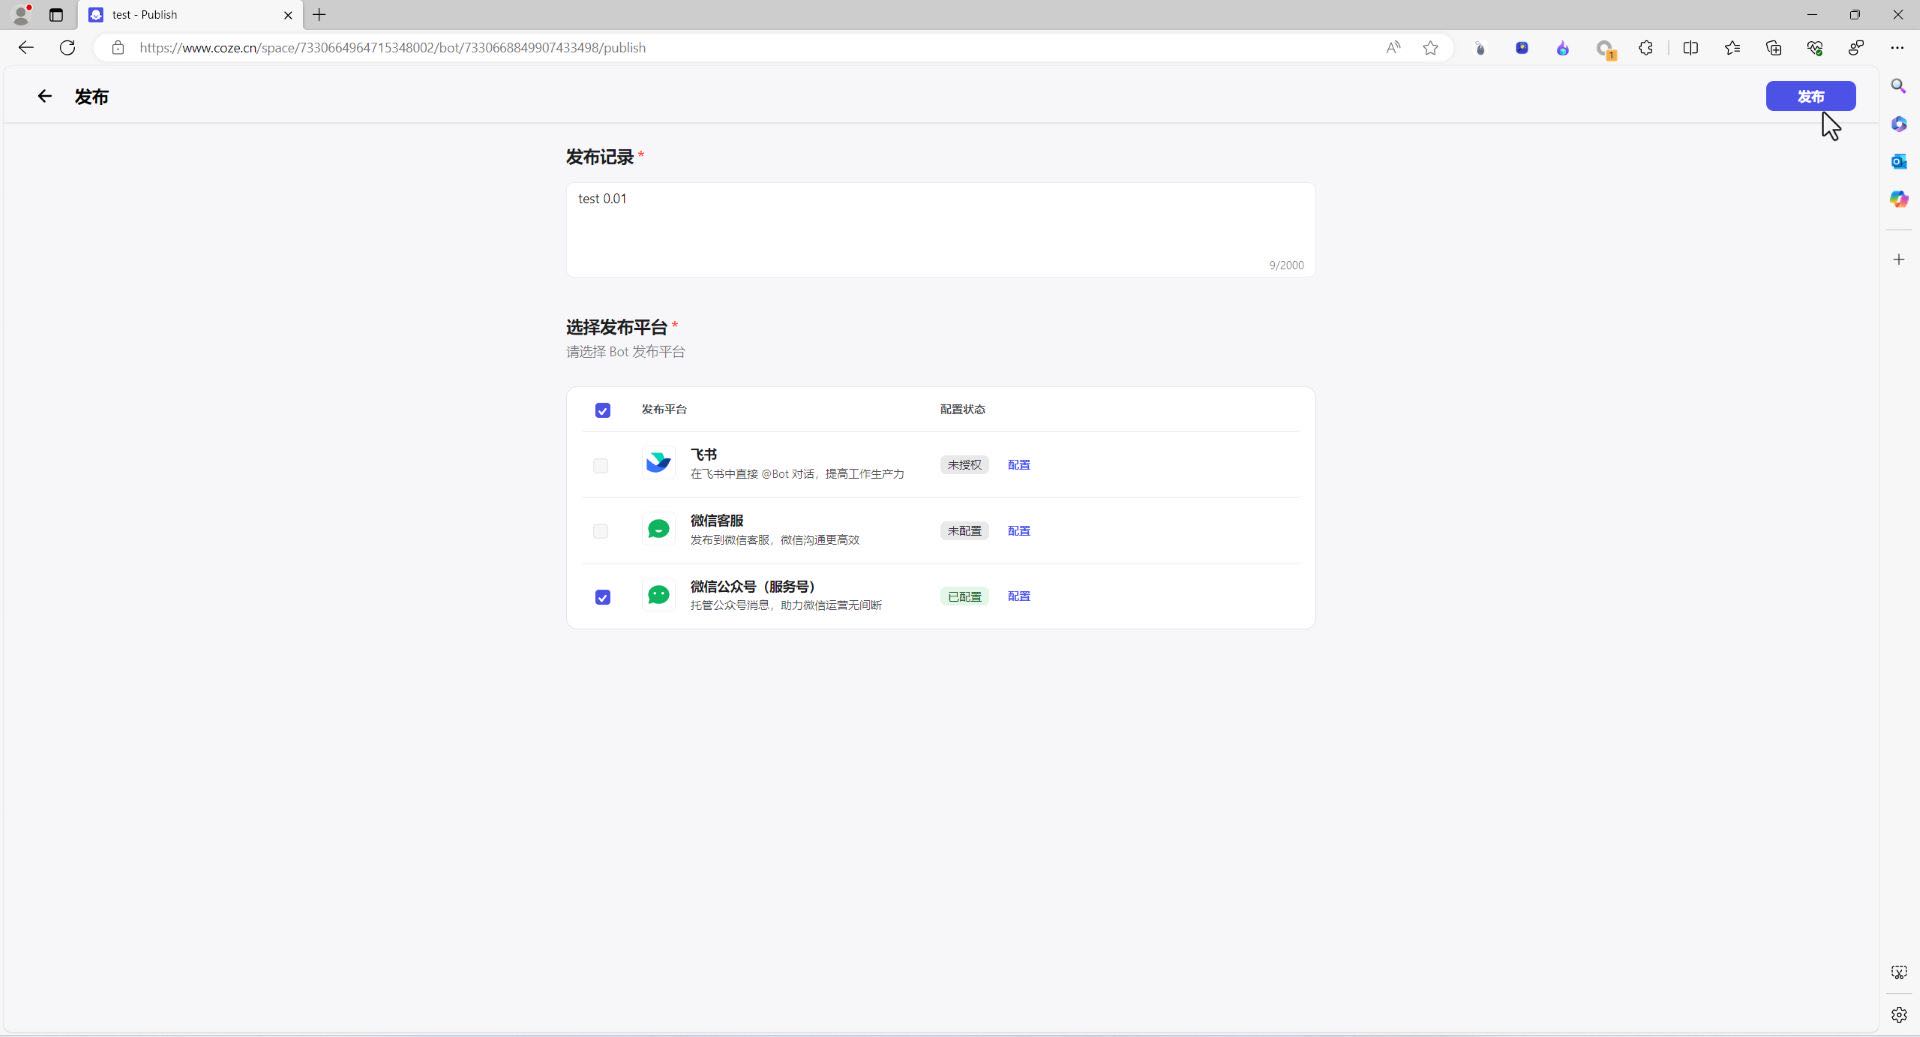 test - Publish
https://www.coze.cn/space/7330664964715348002/bot/7330668849907433498/publish
1
发布
发布
发布记录 *
test 0.01
9/2000
选择发布平台 *
请选择 Bot 发布平台
发布平台 配置状态
飞书
在飞书中直接 @Bot 对话，提高工作生产力
未授权 配置
微信客服
发布到微信客服，微信沟通更高效
未配置 配置
微信公众号（服务号）
托管公众号消息，助力微信运营无间断
已配置 配置